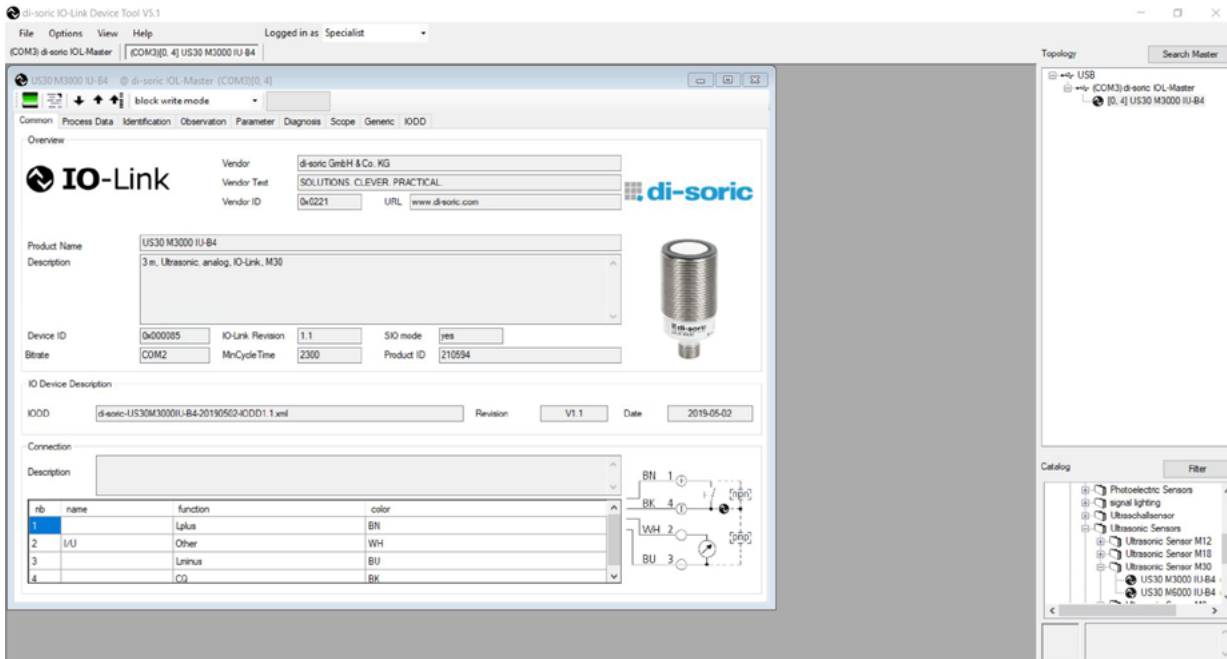 di-soric IO-Link Device Tool V5.1
File Options View Help Logged in as Specialist
(COM3) di-soric IOL-Master (COM3)[0, 4] US30 M3000 IU-B4
Topology Search Master
USB
(COM3) di-soric IOL-Master
[0, 4] US30 M3000 IU-B4
US30 M3000 IU-B4 @ di-soric IOL-Master (COM3)[0, 4]
block write mode
Common Process Data Identification Observation Parameter Diagnosis Scope Generic IODD
Overview
IO-Link
Vendor di-soric GmbH & Co. KG
Vendor Text SOLUTIONS. CLEVER. PRACTICAL.
Vendor ID 0x0221 URL www.di-soric.com
di-soric
Product Name US30 M3000 IU-B4
Description 3 m, Ultrasonic, analog, IO-Link, M30
di-soric
Device ID 0x000085 IO-Link Revision 1.1 SIO mode yes
Bitrate COM2 MinCycleTime 2300 Product ID 210594
IO Device Description
IODD di-soric-US30M3000IU-B4-20190502-IODD1.1.xml Revision V1.1 Date 2019-05-02
Connection
Description
nb name function color
1 Lplus BN
2 I/U Other WH
3 Lminus BU
4 CQ BK
BN 1
BK 4
WH 2
BU 3
npn
pnp
Catalog Filter
Photoelectric Sensors
signal lighting
Ultraschallsensor
Ultrasonic Sensors
Ultrasonic Sensor M12
Ultrasonic Sensor M18
Ultrasonic Sensor M30
US30 M3000 IU-B4
US30 M6000 IU-B4